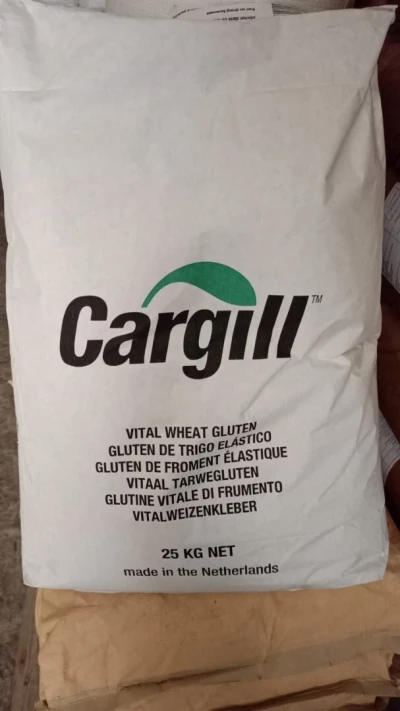 Cargill™
VITAL WHEAT GLUTEN
GLUTEN DE TRIGO ELÁSTICO
GLUTEN DE FROMENT ÉLASTIQUE
VITAAL TARWEGLUTEN
GLUTINE VITALE DI FRUMENTO
VITALWEIZENKLEBER
25 KG NET
made in the Netherlands